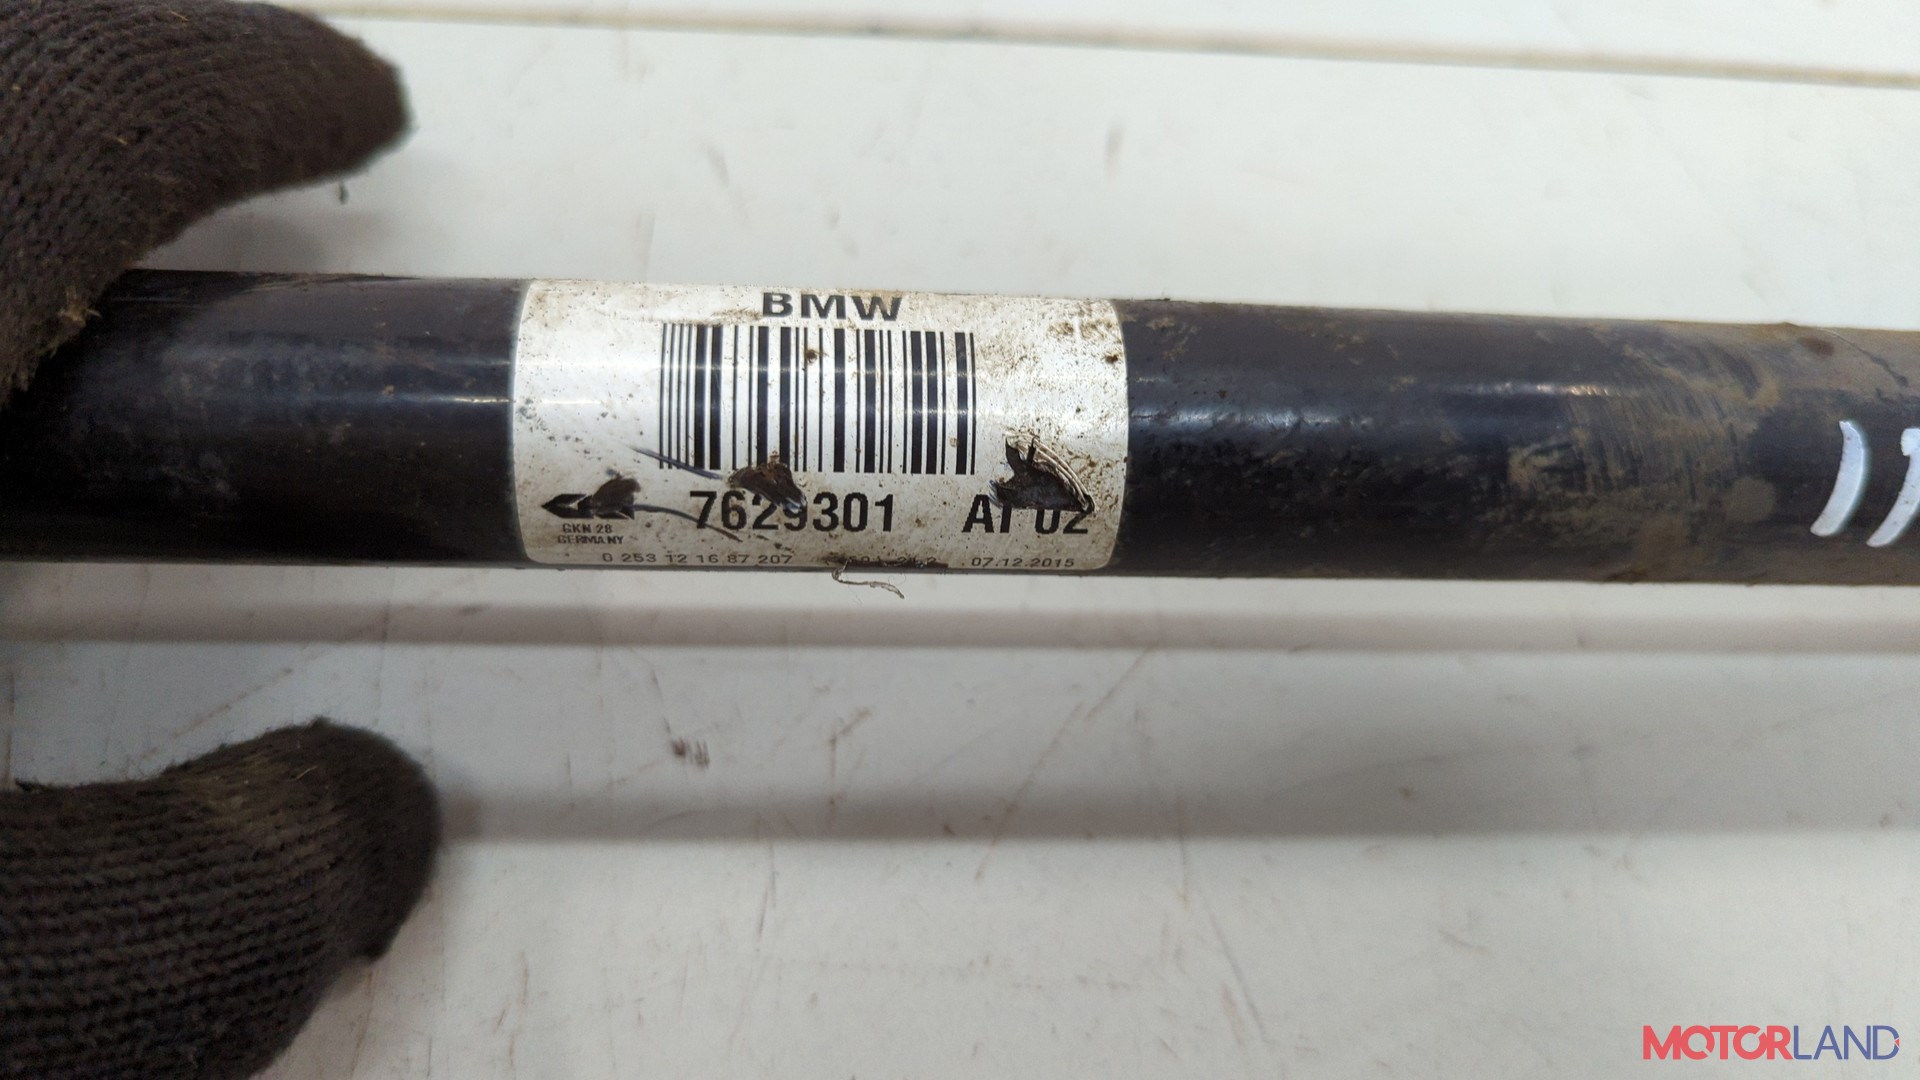 BMW
7629301 AI 02
GKN 28
GERMANY
0 253 12 16.87 207 07.12.2015
MOTORLAND